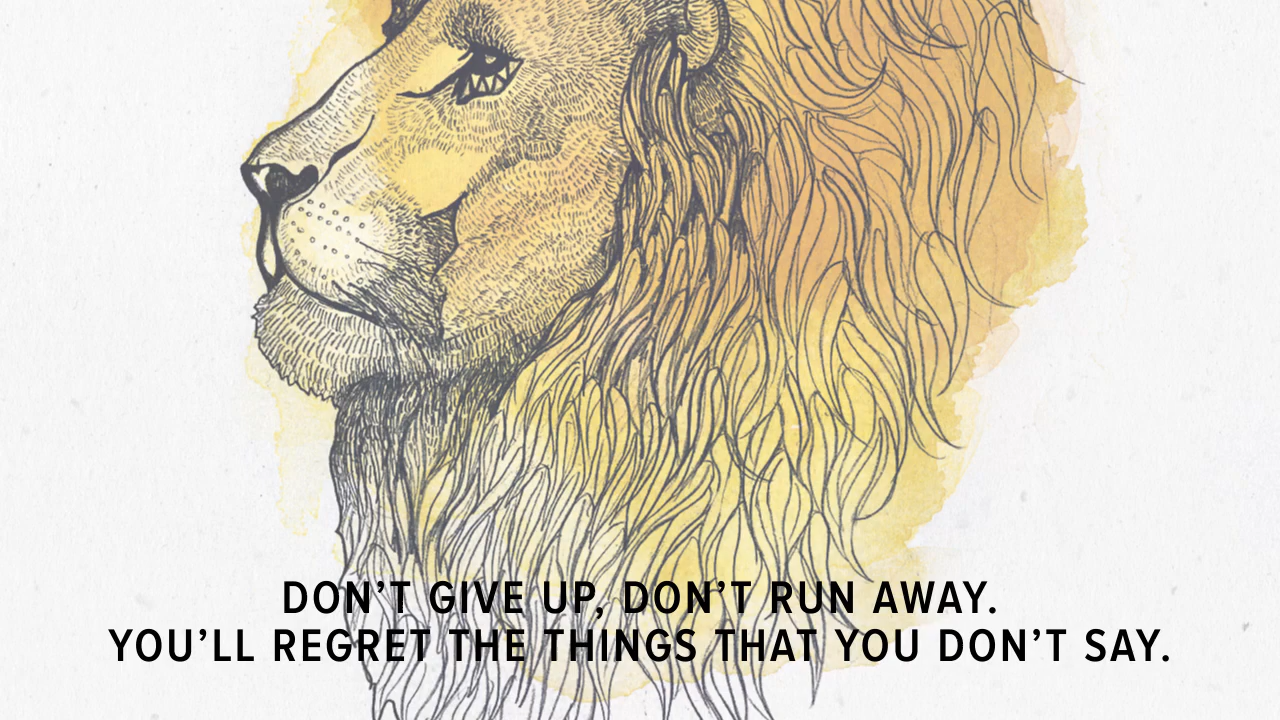 DON’T GIVE UP, DON’T RUN AWAY.
YOU’LL REGRET THE THINGS THAT YOU DON’T SAY.